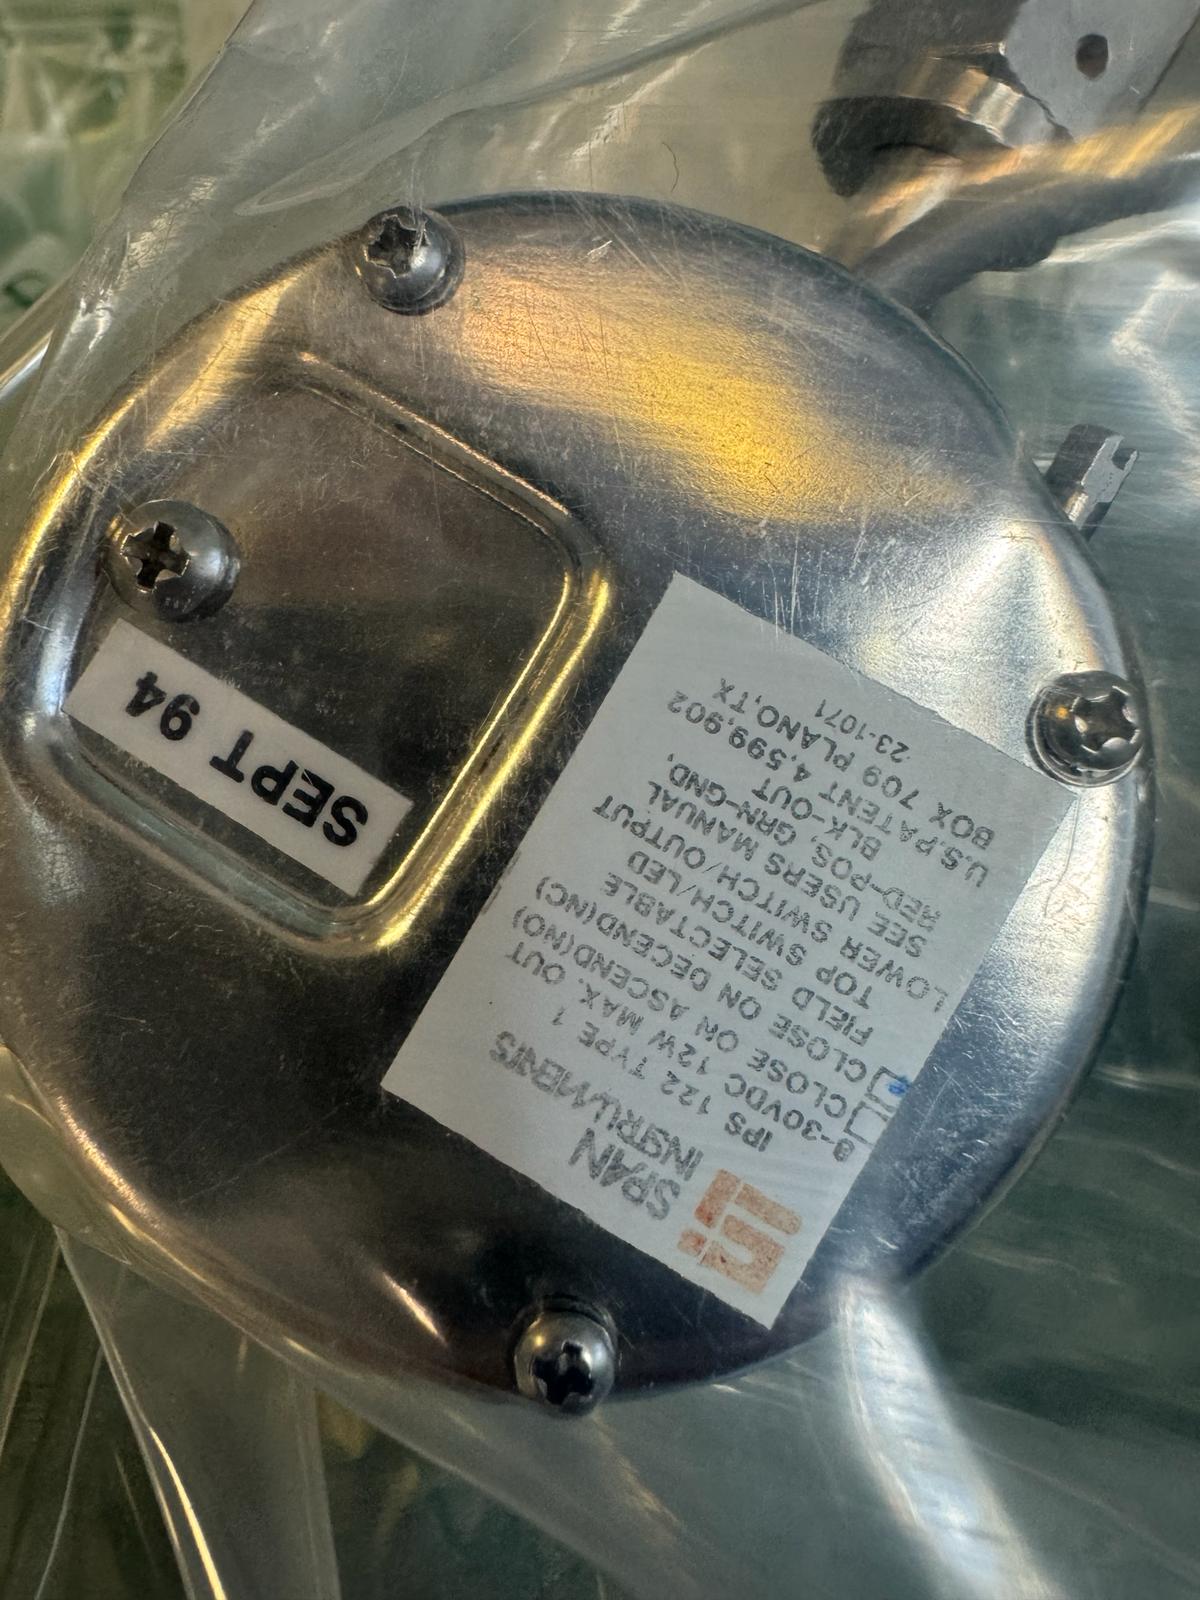 SPAN
INSTRUMENTS
IPS 122 TYPE 1
8-30VDC 12W MAX. OUT
CLOSE ON ASCEND(NO)
CLOSE ON DECEND(NC)
FIELD SELECTABLE
TOP SWITCH/LED
LOWER SWITCH/OUTPUT
SEE USERS MANUAL
RED-POS, GRN-GND,
BLK-OUT
U.S.PATENT 4,599,902
BOX 709 PLANO,TX
23-1071
SEPT 94